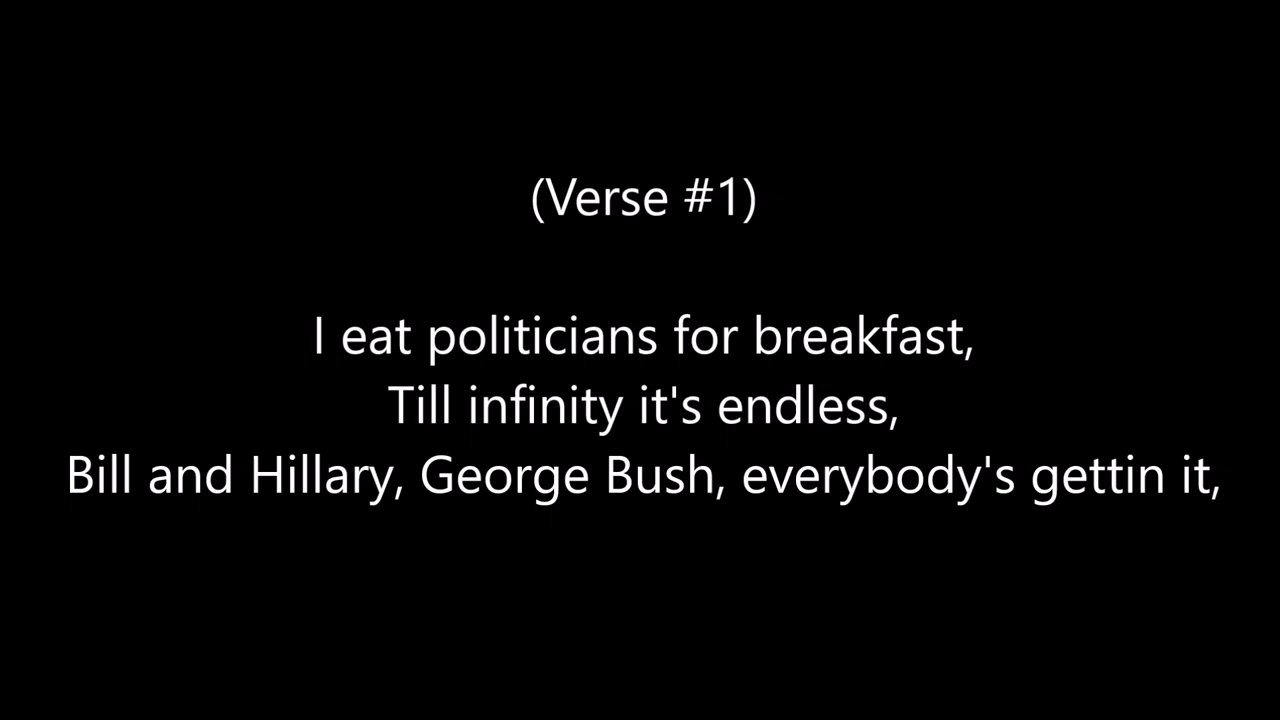 (Verse #1)
I eat politicians for breakfast,
Till infinity it's endless,
Bill and Hillary, George Bush, everybody's gettin it,